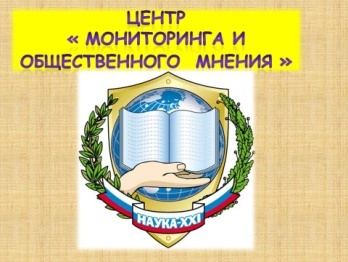 ЦЕНТР
« МОНИТОРИНГА И
ОБЩЕСТВЕННОГО МНЕНИЯ »
НАУКА-XXI